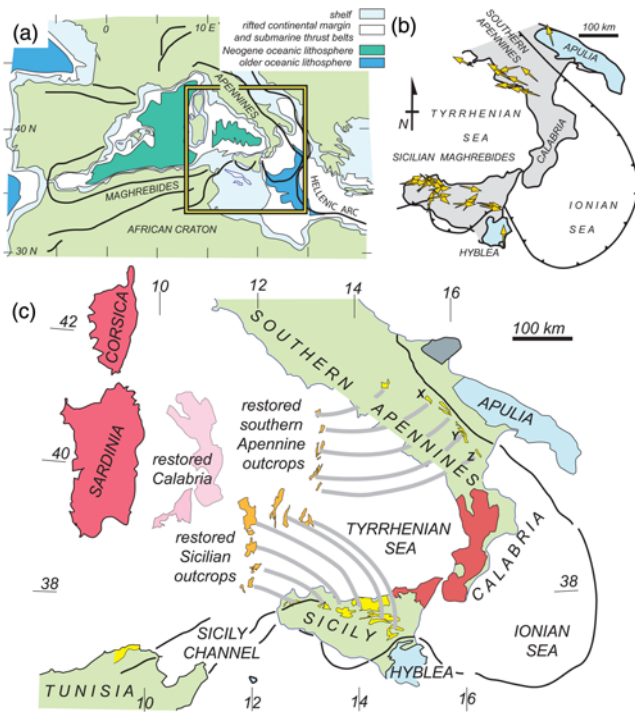 (a)
0
10 E
shelf
rifted continental margin
and submarine thrust belts
Neogene oceanic lithosphere
older oceanic lithosphere
APENNINES
40 N
MAGHREBIDES
AFRICAN CRATON
HELLENIC ARC
30 N
(b)
100 km
SOUTHERN
APENNINES
APULIA
N
TYRRHENIAN
SEA
CALABRIA
SICILIAN MAGHREBIDES
IONIAN
SEA
HYBLEA
(c)
10
12
14
16
100 km
42
CORSICA
SOUTHERN APENNINES
APULIA
40
SARDINIA
restored
Calabria
restored
southern
Apennine
outcrops
restored
Sicilian
outcrops
TYRRHENIAN
SEA
CALABRIA
38
38
IONIAN
SEA
SICILY
CHANNEL
SICILY
HYBLEA
TUNISIA
10
12
14
16